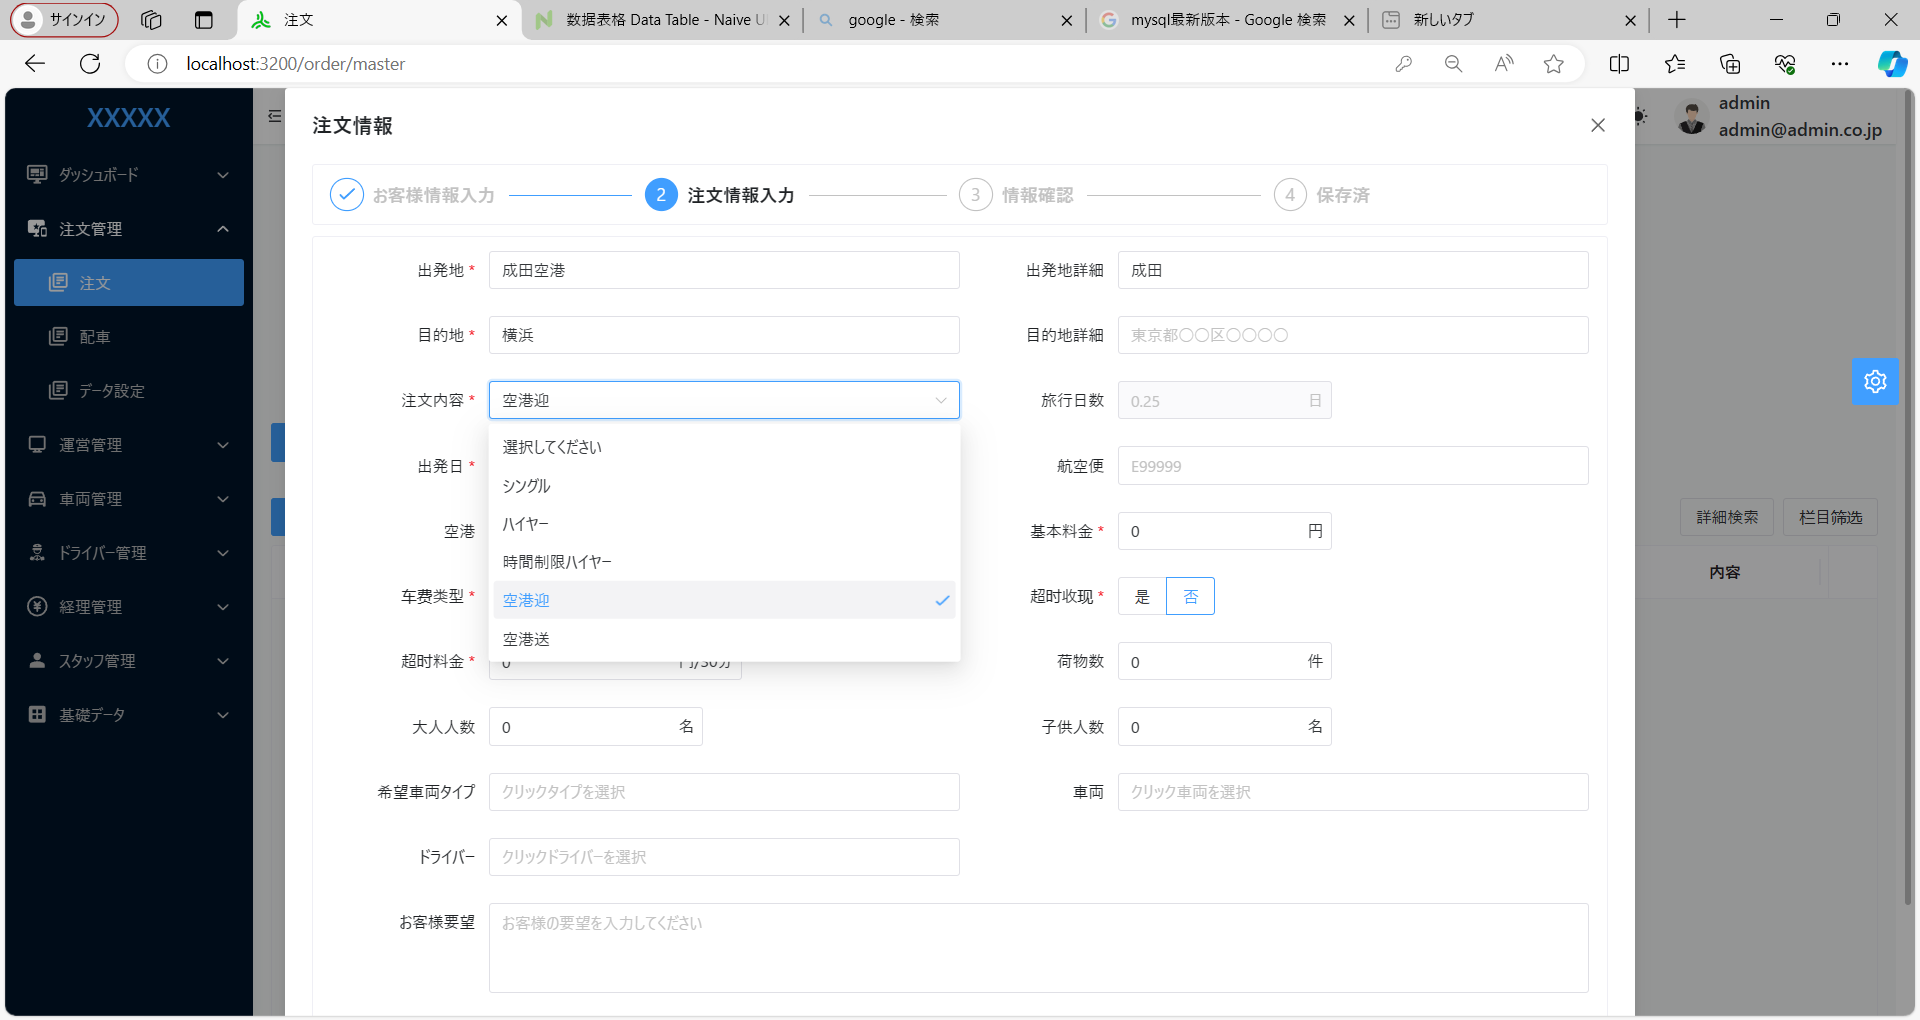 サインイン
注文
数据表格 Data Table - Naive U
google - 検索
mysql最新版本 - Google 検索
新しいタブ
localhost:3200/order/master
XXXXX
ダッシュボード
注文管理
注文
配車
データ設定
運営管理
車両管理
ドライバー管理
経理管理
スタッフ管理
基礎データ
admin
admin@admin.co.jp
詳細検索
栏目筛选
内容
注文情報
お客様情報入力
2 注文情報入力
3 情報確認
4 保存済
出発地 * 成田空港
出発地詳細 成田
目的地 * 横浜
目的地詳細 東京都〇〇区〇〇〇〇
注文内容 * 空港迎
旅行日数 0.25 日
選択してください
シングル
ハイヤー
時間制限ハイヤー
空港迎
空港送
出発日 *
航空便 E99999
空港
基本料金 * 0 円
车费类型 *
超时收现 * 是 否
超时料金 * 0 円/30分
荷物数 0 件
大人人数 0 名
子供人数 0 名
希望車両タイプ クリックタイプを選択
車両 クリック車両を選択
ドライバー クリックドライバーを選択
お客様要望 お客様の要望を入力してください